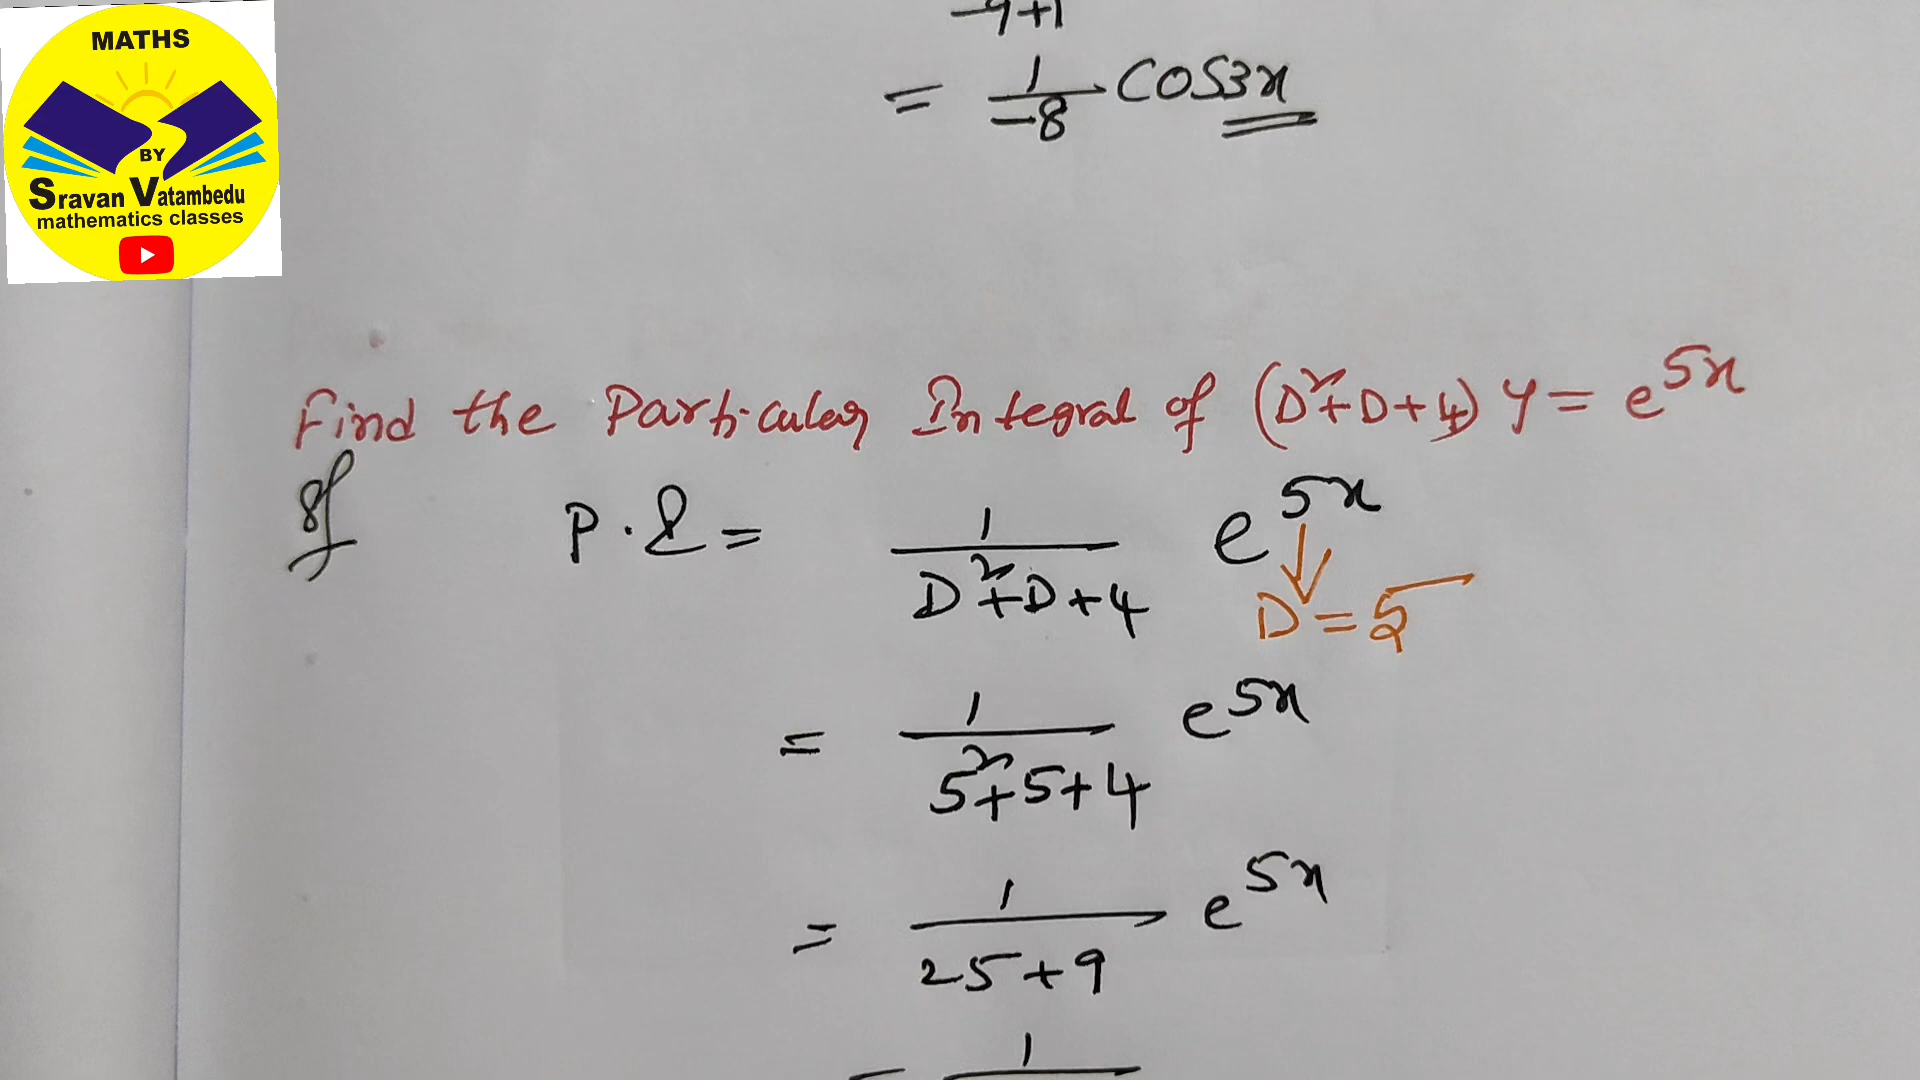 MATHS
BY
Sravan Vatambedu
mathematics classes
-9+1
= 1/-8 cos3x
Find the Particular Integral of (D²+D+4) y = e^5x
P.I = 1/(D²+D+4) e^5x
D = 5
= 1/(5²+5+4) e^5x
= 1/(25+9) e^5x
= 1